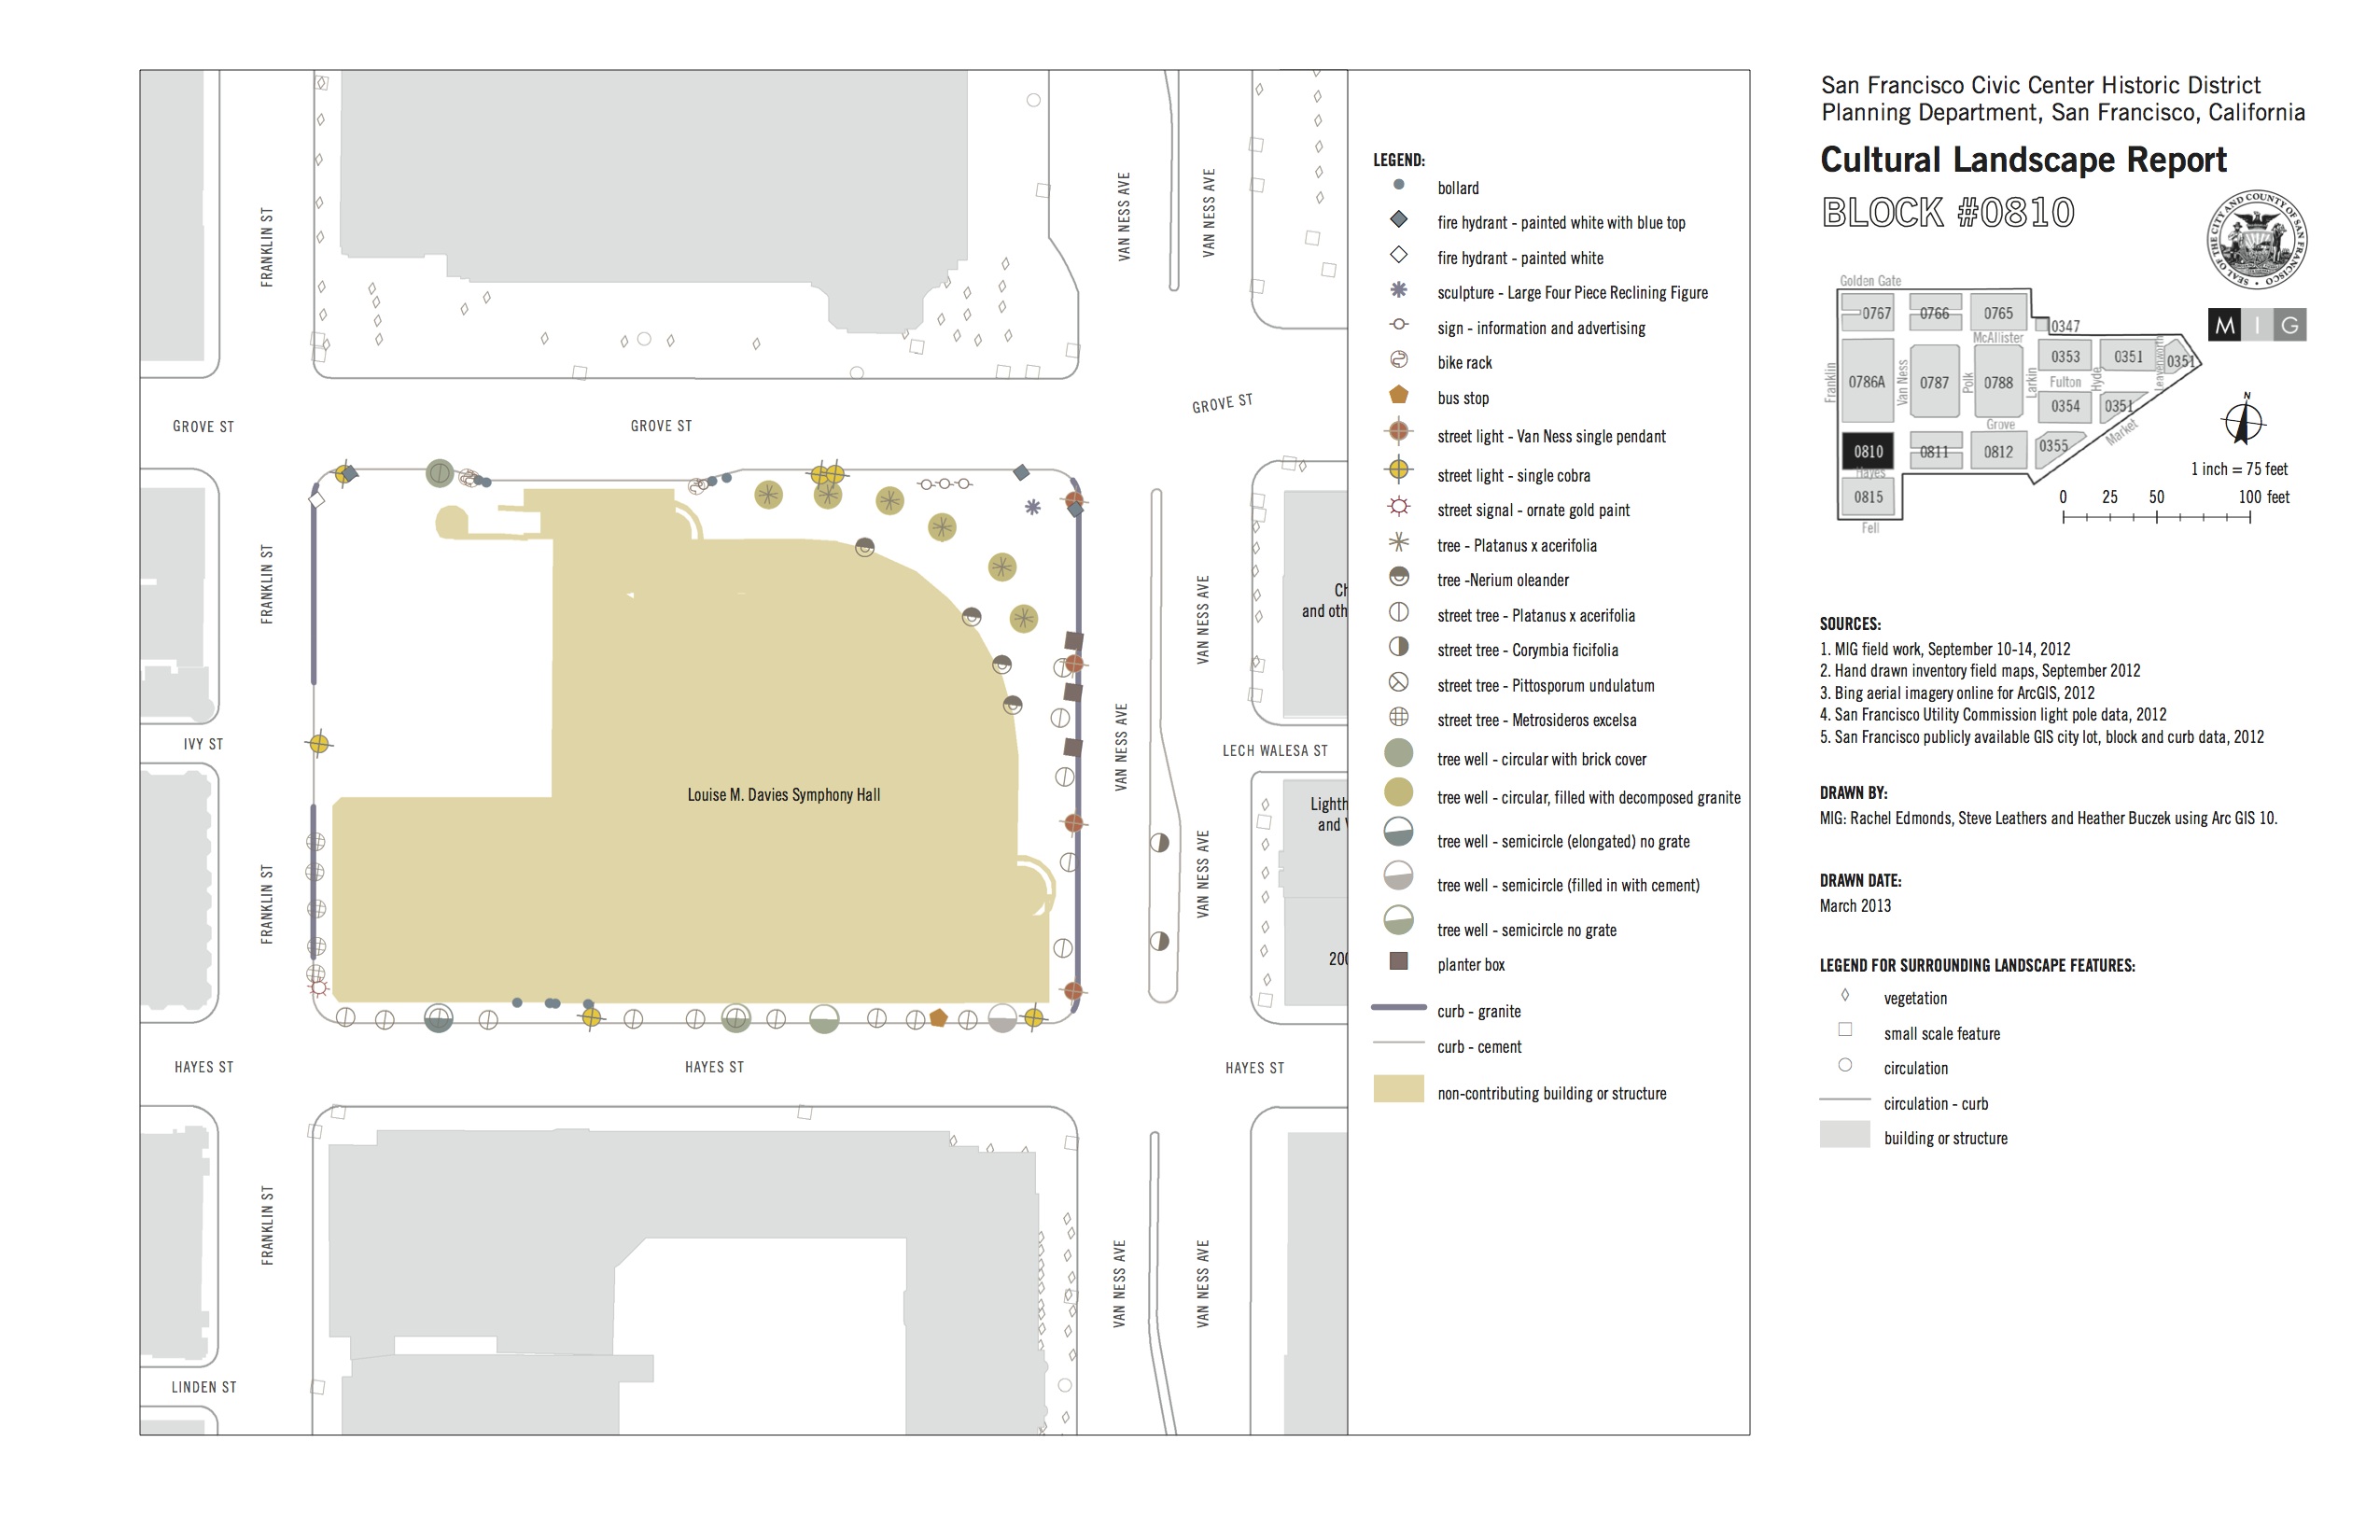 San Francisco Civic Center Historic District
Planning Department, San Francisco, California
Cultural Landscape Report
BLOCK #0810
SEAL OF THE CITY AND COUNTY OF SAN FRANCISCO
M I G
Golden Gate
0767
0766
0765
0347
McAllister
0353
0351
0351
Leavenworth
Franklin
0786A
Van Ness
0787
Polk
0788
Larkin
Fulton
Hyde
0354
0351
Grove
Market
0810
0811
0812
0355
Hayes
0815
Fell
N
1 inch = 75 feet
0 25 50 100 feet
LEGEND:
bollard
fire hydrant - painted white with blue top
fire hydrant - painted white
sculpture - Large Four Piece Reclining Figure
sign - information and advertising
bike rack
bus stop
street light - Van Ness single pendant
street light - single cobra
street signal - ornate gold paint
tree - Platanus x acerifolia
tree -Nerium oleander
street tree - Platanus x acerifolia
street tree - Corymbia ficifolia
street tree - Pittosporum undulatum
street tree - Metrosideros excelsa
tree well - circular with brick cover
tree well - circular, filled with decomposed granite
tree well - semicircle (elongated) no grate
tree well - semicircle (filled in with cement)
tree well - semicircle no grate
planter box
curb - granite
curb - cement
non-contributing building or structure
SOURCES:
1. MIG field work, September 10-14, 2012
2. Hand drawn inventory field maps, September 2012
3. Bing aerial imagery online for ArcGIS, 2012
4. San Francisco Utility Commission light pole data, 2012
5. San Francisco publicly available GIS city lot, block and curb data, 2012
DRAWN BY:
MIG: Rachel Edmonds, Steve Leathers and Heather Buczek using Arc GIS 10.
DRAWN DATE:
March 2013
LEGEND FOR SURROUNDING LANDSCAPE FEATURES:
vegetation
small scale feature
circulation
circulation - curb
building or structure
FRANKLIN ST
VAN NESS AVE
VAN NESS AVE
GROVE ST
GROVE ST
GROVE ST
FRANKLIN ST
VAN NESS AVE
Ch
and oth
IVY ST
VAN NESS AVE
LECH WALESA ST
Louise M. Davies Symphony Hall
Lighth
and
FRANKLIN ST
VAN NESS AVE
200
HAYES ST
HAYES ST
HAYES ST
FRANKLIN ST
VAN NESS AVE
VAN NESS AVE
LINDEN ST